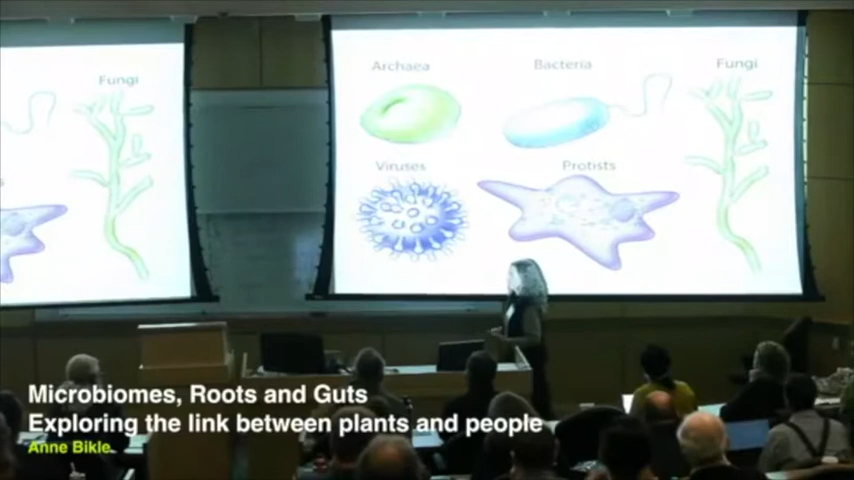 Fungi
Archaea
Bacteria
Fungi
Viruses
Protists
Microbiomes, Roots and Guts
Exploring the link between plants and people
Anne Bikle